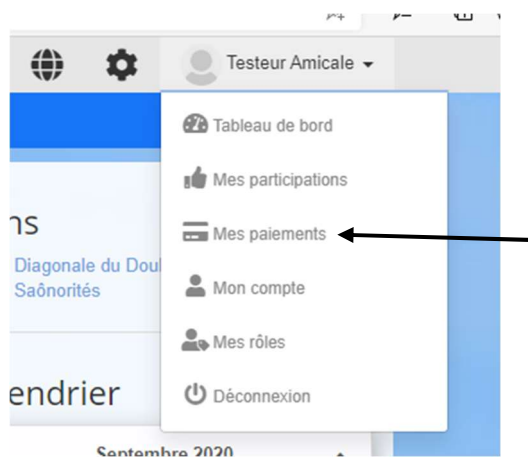 Testeur Amicale
Tableau de bord
Mes participations
Mes paiements
Mon compte
Mes rôles
Déconnexion
ns
Diagonale du Doub
Saônorités
endrier
Septembre 2020